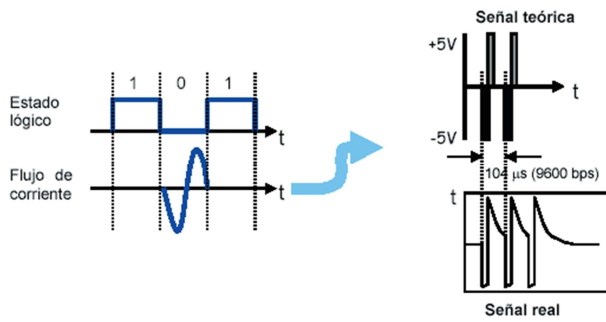 Señal teórica
+5V
1 0 1
Estado
lógico
t
t
-5V
Flujo de
corriente
t
104 µs (9600 bps)
t
Señal real